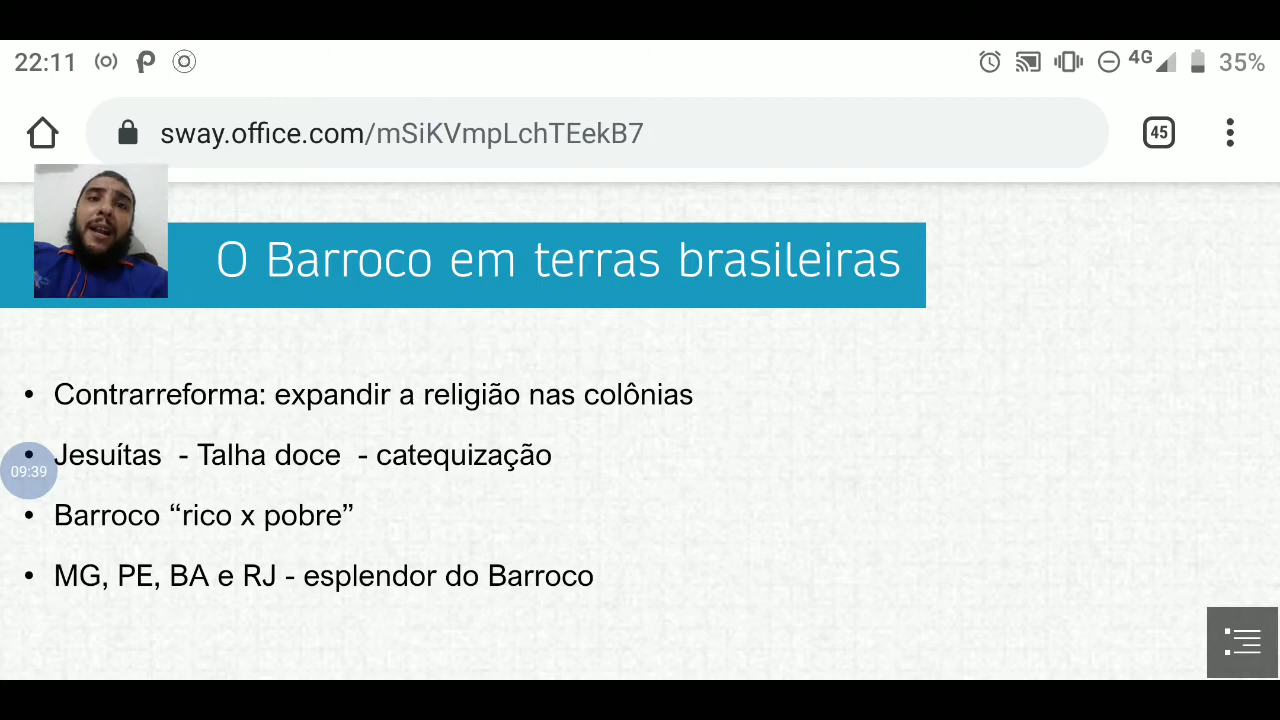 22:11 4G 35%
sway.office.com/mSiKVmpLchTEekB7 45
O Barroco em terras brasileiras
• Contrarreforma: expandir a religião nas colônias
• Jesuítas - Talha doce - catequização
09:39
• Barroco “rico x pobre”
• MG, PE, BA e RJ - esplendor do Barroco